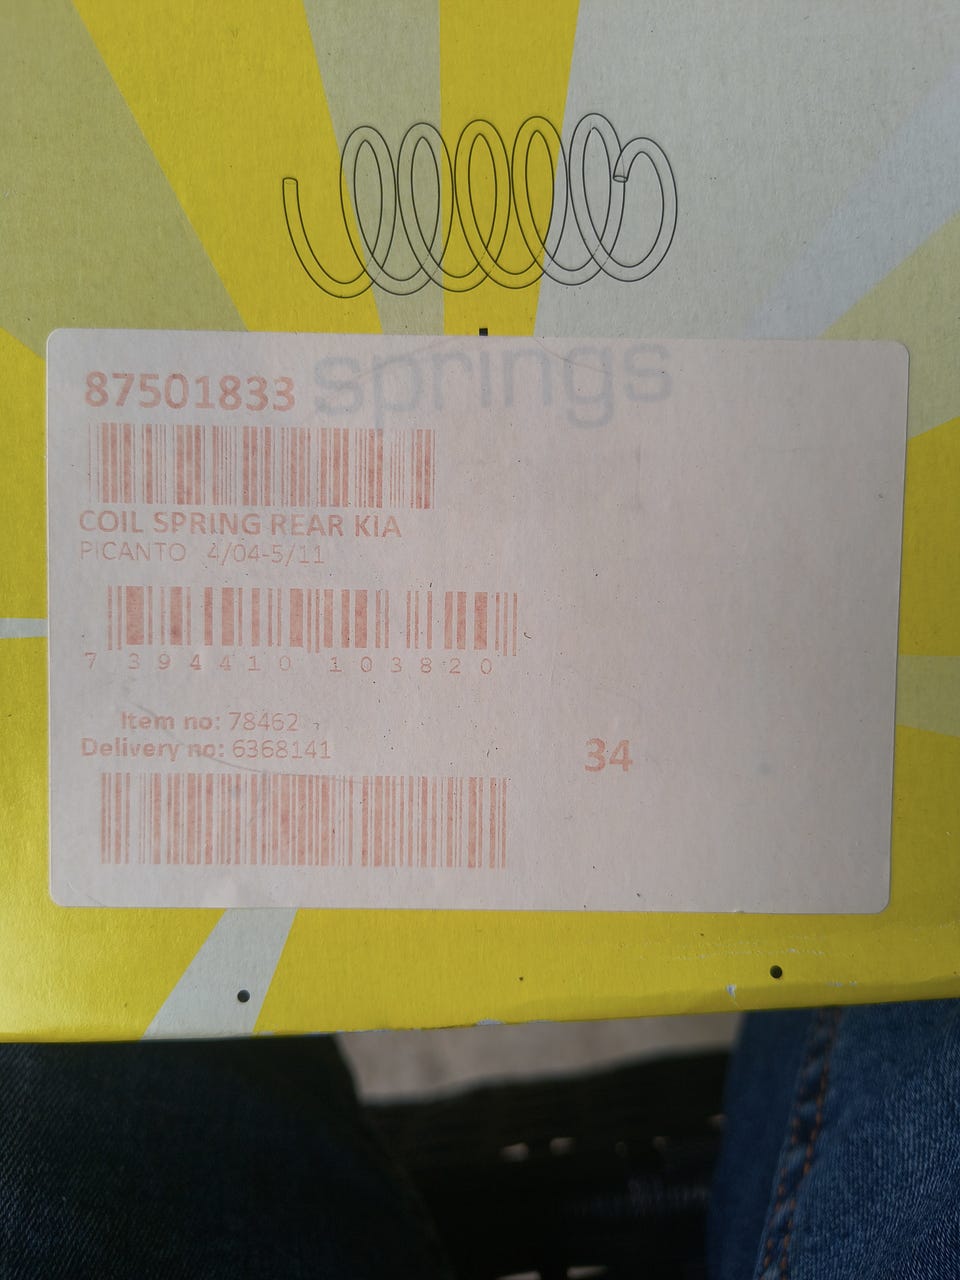 springs
87501833
COIL SPRING REAR KIA
PICANTO 4/04-5/11
7 394410 103820
Item no: 78462
Delivery no: 6368141
34